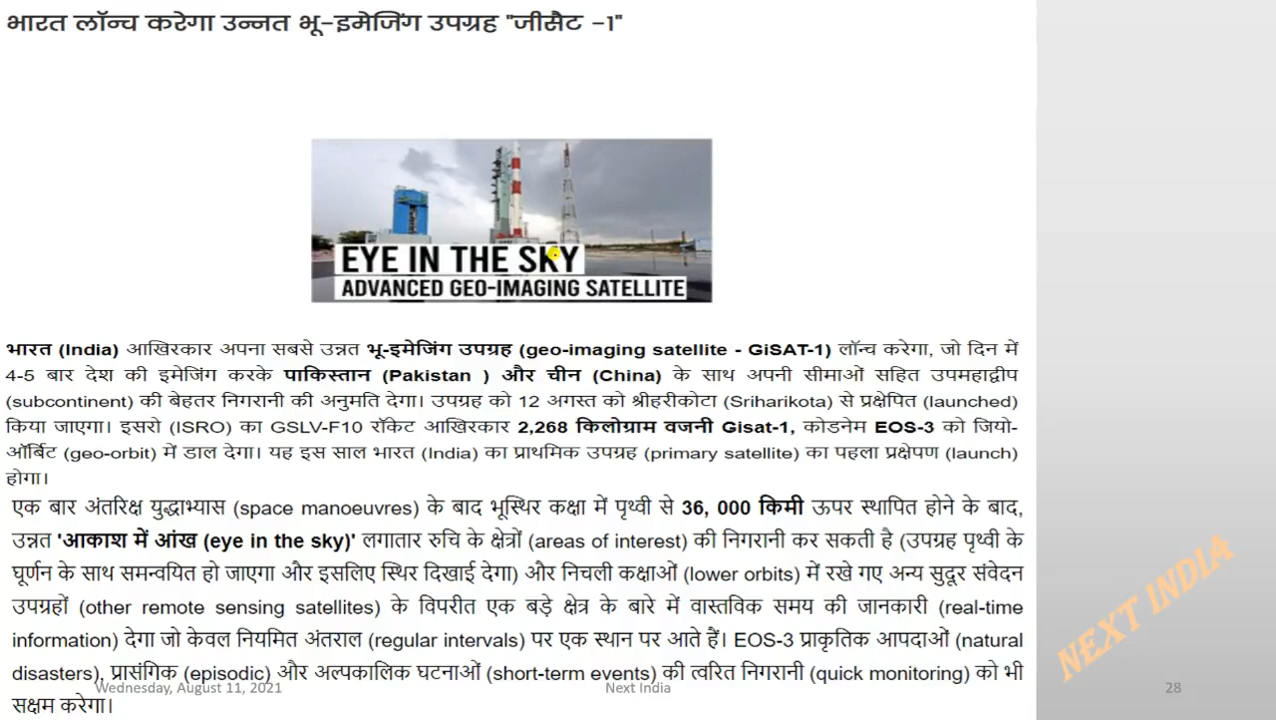 भारत लॉन्च करेगा उन्नत भू-इमेजिंग उपग्रह "जीसैट -1"
EYE IN THE SKY
ADVANCED GEO-IMAGING SATELLITE
भारत (India) आखिरकार अपना सबसे उन्नत भू-इमेजिंग उपग्रह (geo-imaging satellite - GiSAT-1) लॉन्च करेगा, जो दिन में
4-5 बार देश की इमेजिंग करके पाकिस्तान (Pakistan ) और चीन (China) के साथ अपनी सीमाओं सहित उपमहाद्वीप
(subcontinent) की बेहतर निगरानी की अनुमति देगा। उपग्रह को 12 अगस्त को श्रीहरीकोटा (Sriharikota) से प्रक्षेपित (launched)
किया जाएगा। इसरो (ISRO) का GSLV-F10 रॉकेट आखिरकार 2,268 किलोग्राम वजनी Gisat-1, कोडनेम EOS-3 को जियो-
ऑर्बिट (geo-orbit) में डाल देगा। यह इस साल भारत (India) का प्राथमिक उपग्रह (primary satellite) का पहला प्रक्षेपण (launch)
होगा।
एक बार अंतरिक्ष युद्धाभ्यास (space manoeuvres) के बाद भूस्थिर कक्षा में पृथ्वी से 36, 000 किमी ऊपर स्थापित होने के बाद,
उन्नत 'आकाश में आंख (eye in the sky)' लगातार रुचि के क्षेत्रों (areas of interest) की निगरानी कर सकती है (उपग्रह पृथ्वी के
घूर्णन के साथ समन्वयित हो जाएगा और इसलिए स्थिर दिखाई देगा) और निचली कक्षाओं (lower orbits) में रखे गए अन्य सुदूर संवेदन
उपग्रहों (other remote sensing satellites) के विपरीत एक बड़े क्षेत्र के बारे में वास्तविक समय की जानकारी (real-time
information) देगा जो केवल नियमित अंतराल (regular intervals) पर एक स्थान पर आते हैं। EOS-3 प्राकृतिक आपदाओं (natural
disasters), प्रासंगिक (episodic) और अल्पकालिक घटनाओं (short-term events) की त्वरित निगरानी (quick monitoring) को भी
सक्षम करेगा।
Wednesday, August 11, 2021
Next India
28
NEXT INDIA